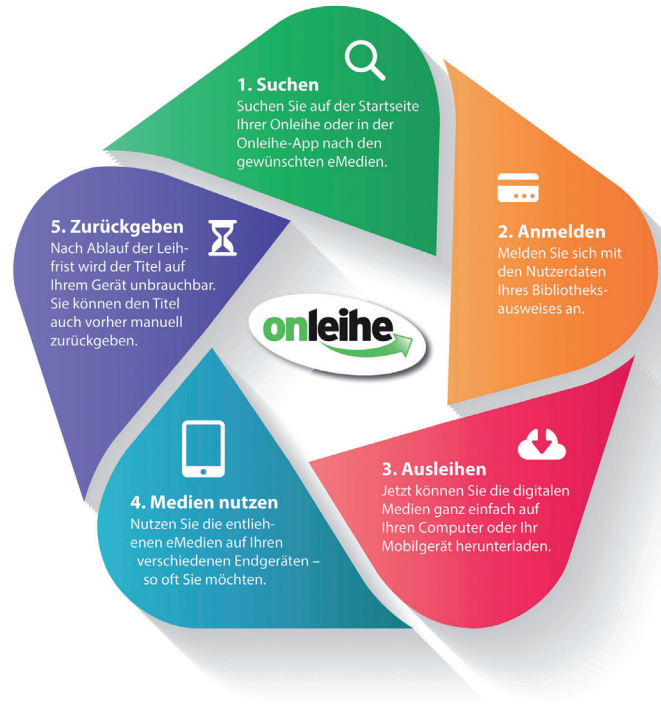 1. Suchen
Suchen Sie auf der Startseite
Ihrer Onleihe oder in der
Onleihe-App nach den
gewünschten eMedien.
2. Anmelden
Melden Sie sich mit
den Nutzerdaten
Ihres Bibliotheks-
ausweises an.
3. Ausleihen
Jetzt können Sie die digitalen
Medien ganz einfach auf
Ihren Computer oder Ihr
Mobilgerät herunterladen.
4. Medien nutzen
Nutzen Sie die entlieh-
enen eMedien auf Ihren
verschiedenen Endgeräten –
so oft Sie möchten.
5. Zurückgeben
Nach Ablauf der Leih-
frist wird der Titel auf
Ihrem Gerät unbrauchbar.
Sie können den Titel
auch vorher manuell
zurückgeben.
onleihe